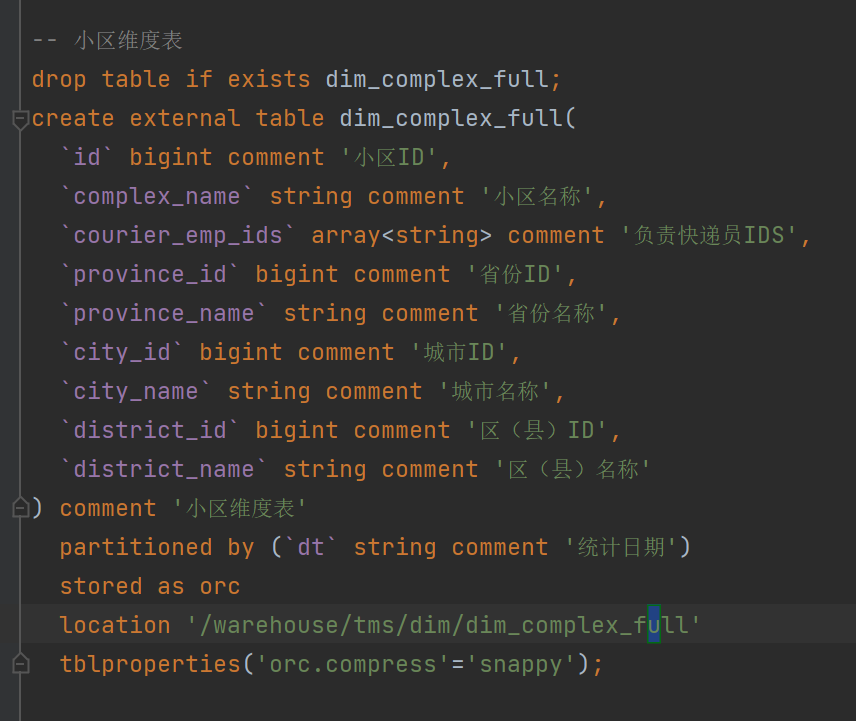 -- 小区维度表
drop table if exists dim_complex_full;
create external table dim_complex_full(
  `id` bigint comment '小区ID',
  `complex_name` string comment '小区名称',
  `courier_emp_ids` array<string> comment '负责快递员IDS',
  `province_id` bigint comment '省份ID',
  `province_name` string comment '省份名称',
  `city_id` bigint comment '城市ID',
  `city_name` string comment '城市名称',
  `district_id` bigint comment '区（县）ID',
  `district_name` string comment '区（县）名称'
) comment '小区维度表'
  partitioned by (`dt` string comment '统计日期')
  stored as orc
  location '/warehouse/tms/dim/dim_complex_full'
  tblproperties('orc.compress'='snappy');